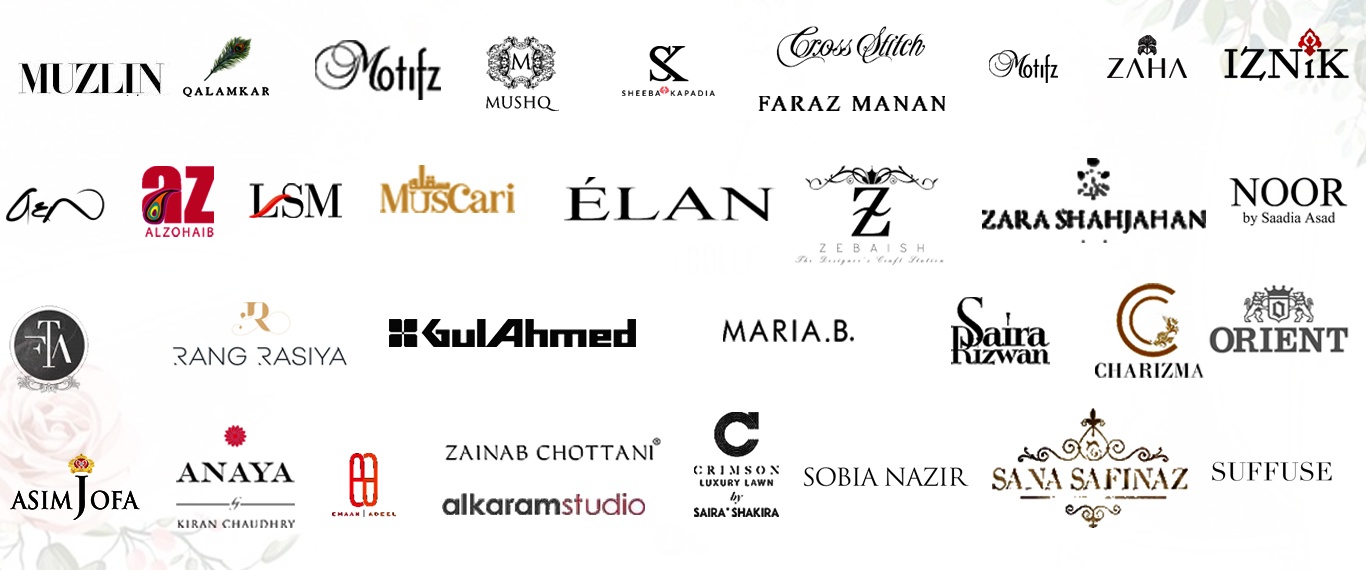 MUZLIN
QALAMKAR
Motifz
M
MUSHQ
SK
SHEEBA KAPADIA
Cross Stitch
FARAZ MANAN
Motifz
ZAHA
IZNiK
az
ALZOHAIB
LSM
MUSCari
ÉLAN
Z
ZEBAISH
The Designer's Craft Station
ZARA SHAHJAHAN
NOOR
by Saadia Asad
FTA
R
RANG RASIYA
GulAhmed
MARIA.B.
Saira
Rizwan
C
CHARIZMA
O
ORIENT
ASIM JOFA
ANAYA
by
KIRAN CHAUDHRY
EMAAN | ADEEL
ZAINAB CHOTTANI®
alkaramstudio
C
CRIMSON
LUXURY LAWN
by
SAIRA * SHAKIRA
SOBIA NAZIR
SANA SAFINAZ
SUFFUSE